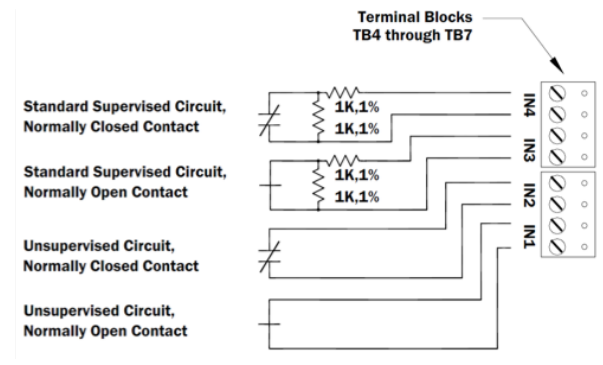 Terminal Blocks
TB4 through TB7
Standard Supervised Circuit,
Normally Closed Contact
1K,1%
1K,1%
IN4
Standard Supervised Circuit,
Normally Open Contact
1K,1%
1K,1%
IN3
IN2
Unsupervised Circuit,
Normally Closed Contact
IN1
Unsupervised Circuit,
Normally Open Contact